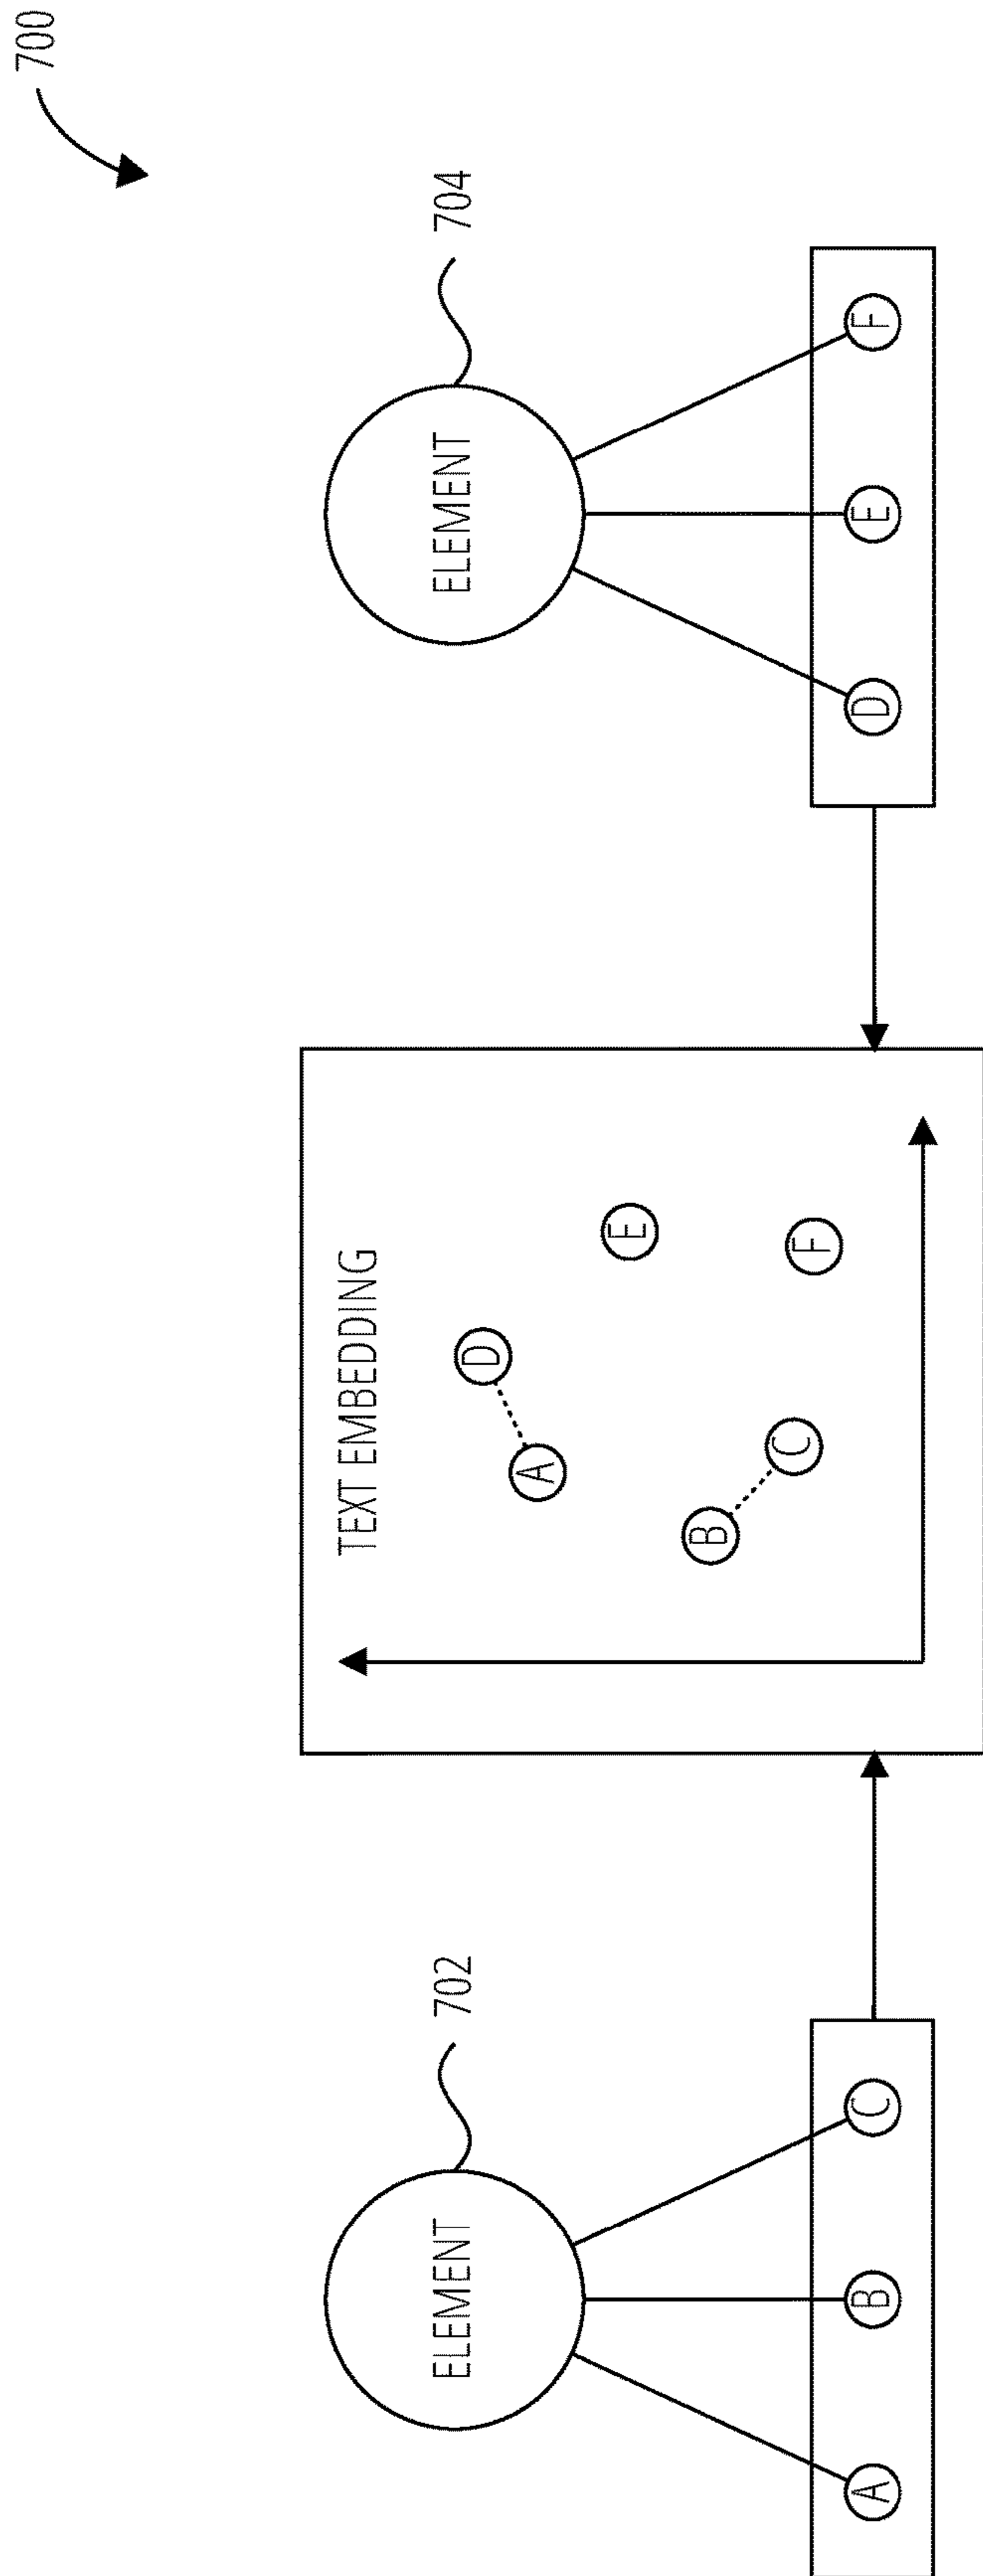 700
ELEMENT
702
A
B
C
TEXT EMBEDDING
A
D
B
C
E
F
ELEMENT
704
D
E
F